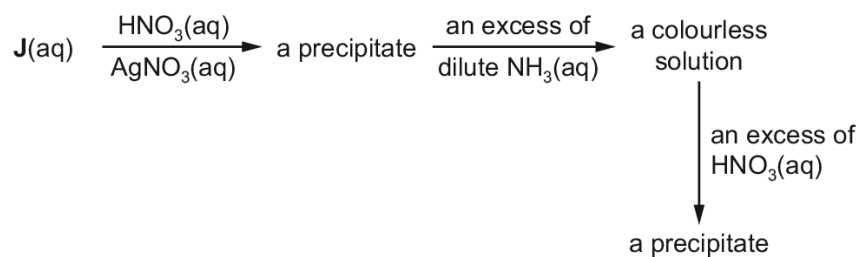 J(aq)
HNO₃(aq)
AgNO₃(aq)
a precipitate
an excess of
dilute NH₃(aq)
a colourless
solution
an excess of
HNO₃(aq)
a precipitate